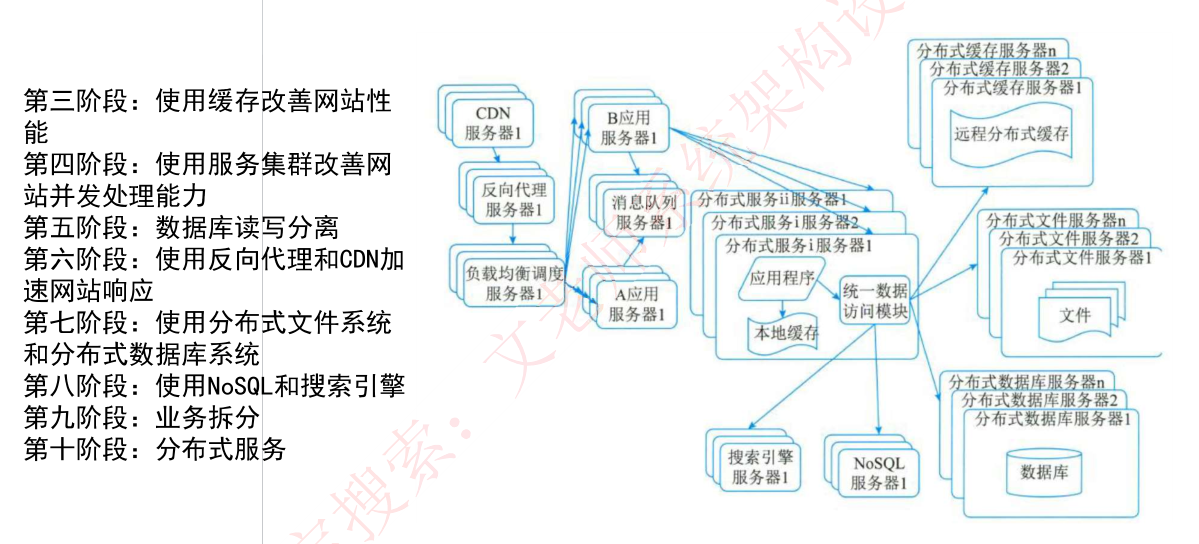 第三阶段：使用缓存改善网站性
能
第四阶段：使用服务集群改善网
站并发处理能力
第五阶段：数据库读写分离
第六阶段：使用反向代理和CDN加
速网站响应
第七阶段：使用分布式文件系统
和分布式数据库系统
第八阶段：使用NoSQL和搜索引擎
第九阶段：业务拆分
第十阶段：分布式服务
CDN
服务器1
反向代理
服务器1
负载均衡调度
服务器1
B应用
服务器1
消息队列
服务器1
A应用
服务器1
分布式服务ii服务器1
分布式服务i服务器2
分布式服务i服务器1
应用程序
本地缓存
统一数据
访问模块
分布式缓存服务器n
分布式缓存服务器2
分布式缓存服务器1
远程分布式缓存
分布式文件服务器n
分布式文件服务器2
分布式文件服务器1
文件
分布式数据库服务器n
分布式数据库服务器2
分布式数据库服务器1
数据库
搜索引擎
服务器1
NoSQL
服务器1
搜索：文老师系统架构设